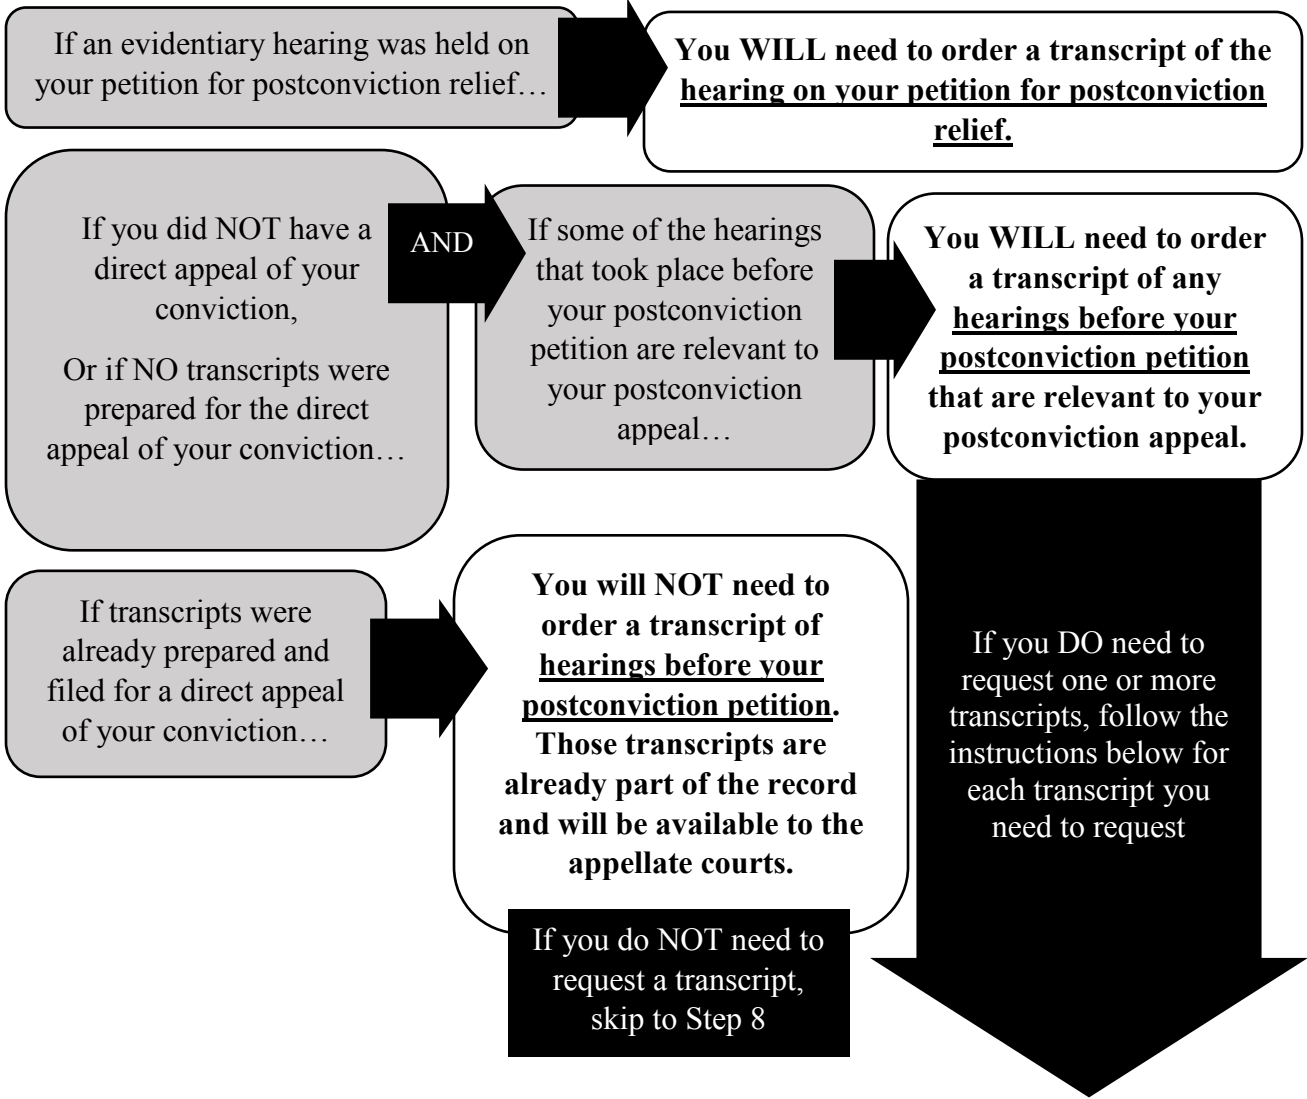 If an evidentiary hearing was held on
your petition for postconviction relief…
You WILL need to order a transcript of the
hearing on your petition for postconviction
relief.
If you did NOT have a
direct appeal of your
conviction,
Or if NO transcripts were
prepared for the direct
appeal of your conviction…
AND
If some of the hearings
that took place before
your postconviction
petition are relevant to
your postconviction
appeal…
You WILL need to order
a transcript of any
hearings before your
postconviction petition
that are relevant to your
postconviction appeal.
If transcripts were
already prepared and
filed for a direct appeal
of your conviction…
You will NOT need to
order a transcript of
hearings before your
postconviction petition.
Those transcripts are
already part of the record
and will be available to the
appellate courts.
If you do NOT need to
request a transcript,
skip to Step 8
If you DO need to
request one or more
transcripts, follow the
instructions below for
each transcript you
need to request